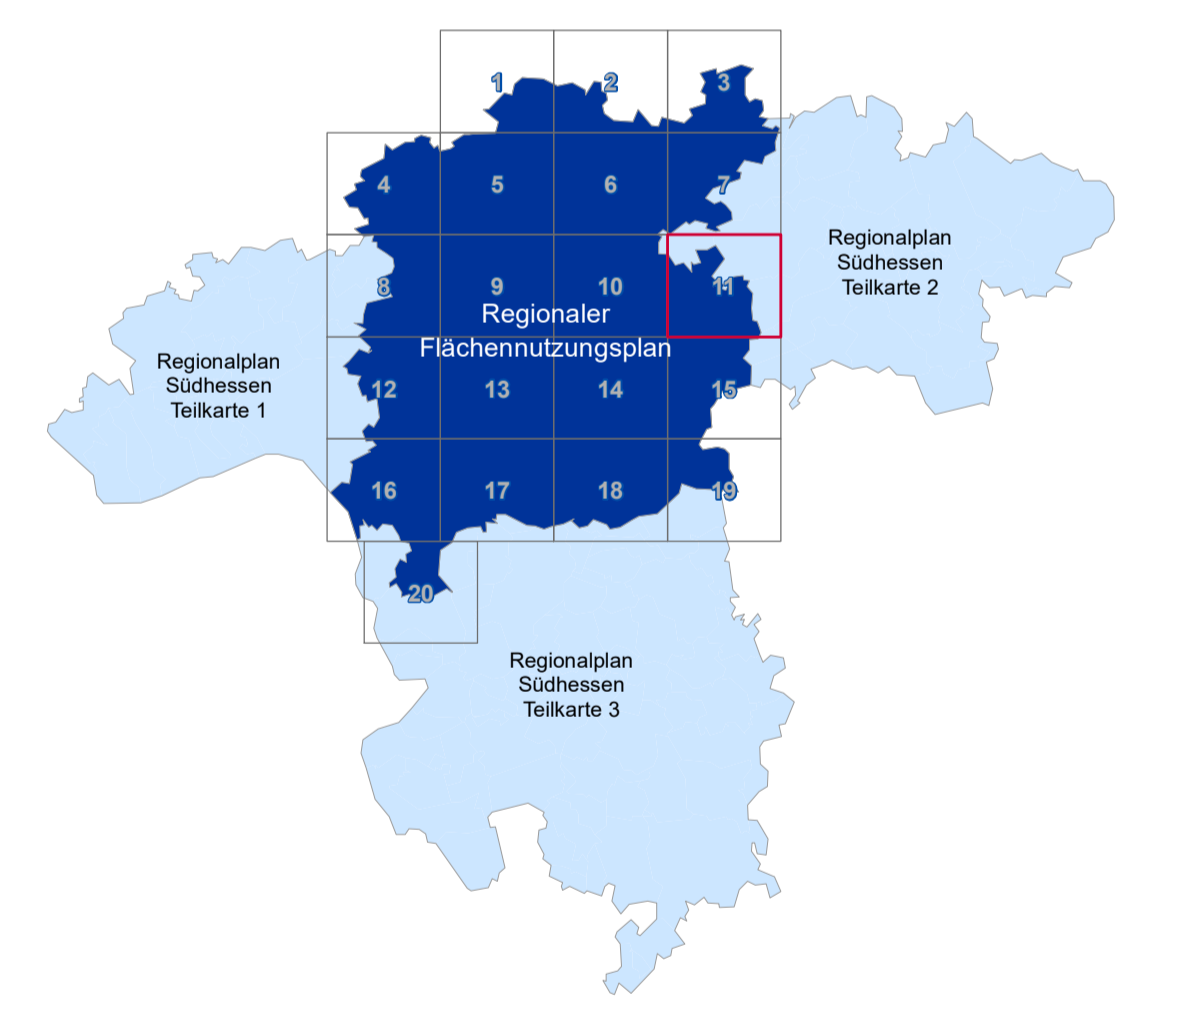 1
2
3
4
5
6
7
Regionalplan
Südhessen
Teilkarte 2
8
9
10
11
Regionaler
Flächennutzungsplan
Regionalplan
Südhessen
Teilkarte 1
12
13
14
15
16
17
18
19
20
Regionalplan
Südhessen
Teilkarte 3